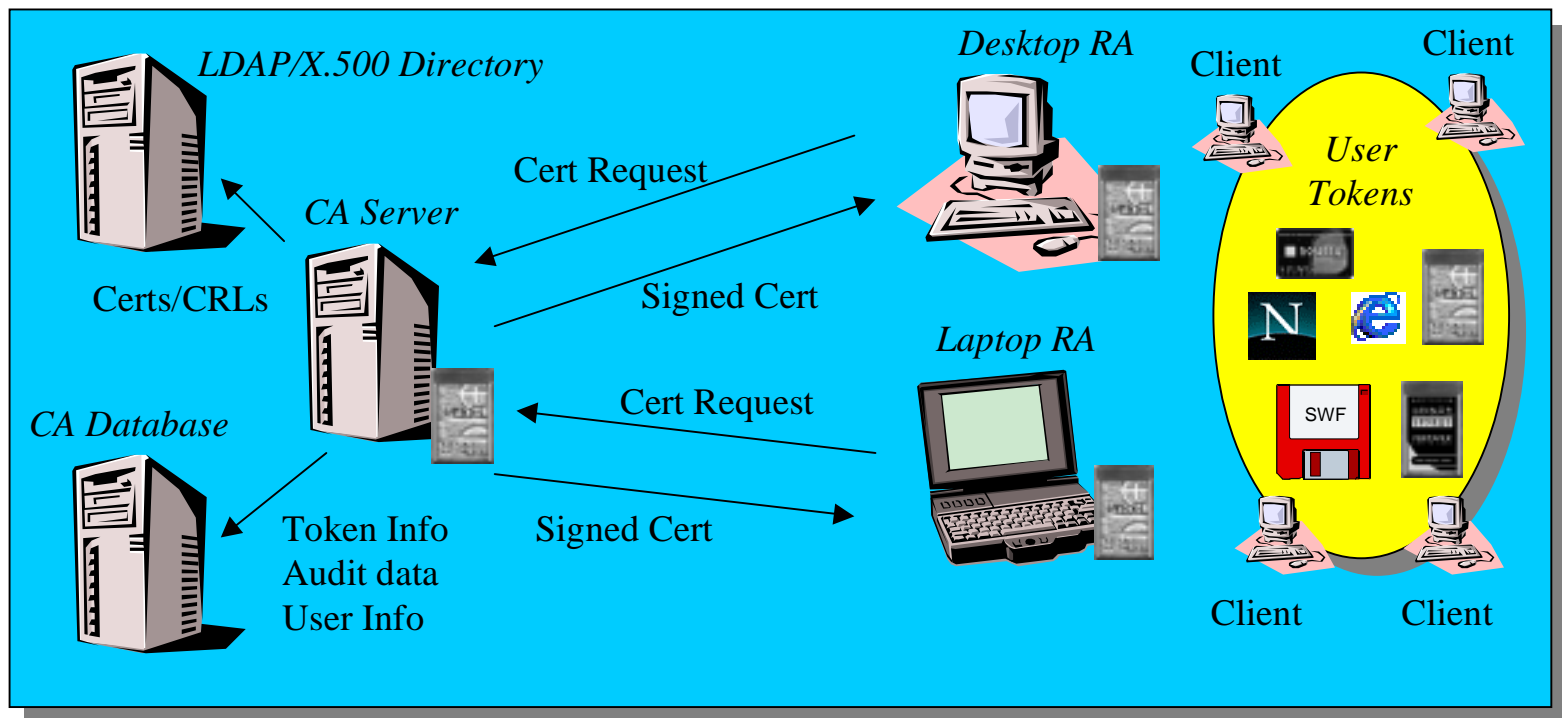 LDAP/X.500 Directory
Desktop RA
Client
Client
Cert Request
User
Tokens
CA Server
Certs/CRLs
Signed Cert
N
Laptop RA
Cert Request
SWF
CA Database
Token Info
Audit data
User Info
Signed Cert
Client
Client